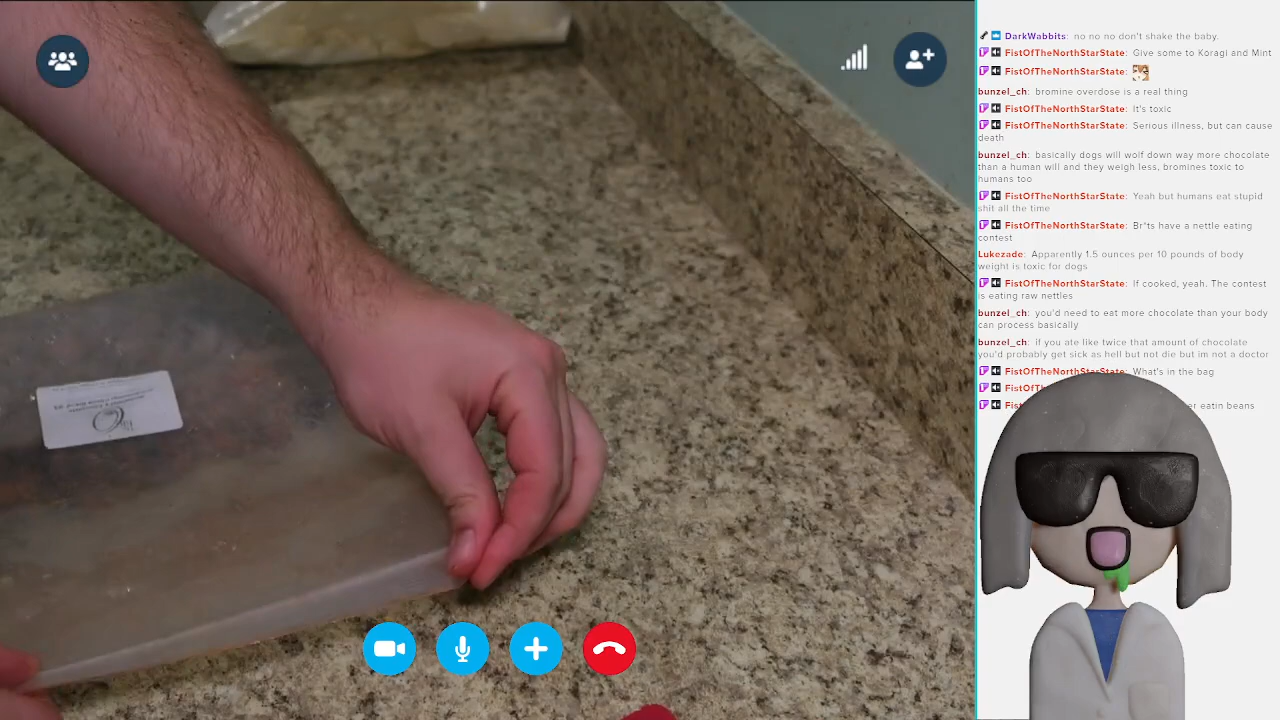 DarkWabbits: no no no don't shake the baby.
FistOfTheNorthStarState: Give some to Koragi and Mint
FistOfTheNorthStarState:
bunzel_ch: bromine overdose is a real thing
FistOfTheNorthStarState: It's toxic
FistOfTheNorthStarState: Serious illness, but can cause
death
bunzel_ch: basically dogs will wolf down way more chocolate
than a human will and they weigh less, bromines toxic to
humans too
FistOfTheNorthStarState: Yeah but humans eat stupid
shit all the time
FistOfTheNorthStarState: Br*ts have a nettle eating
contest
Lukezade: Apparently 1.5 ounces per 10 pounds of body
weight is toxic for dogs
FistOfTheNorthStarState: If cooked, yeah. The contest
is eating raw nettles
bunzel_ch: you'd need to eat more chocolate than your body
can process basically
bunzel_ch: if you ate like twice that amount of chocolate
you'd probably get sick as hell but not die but im not a doctor
FistOfTheNorthStarState: What's in the bag
eatin beans